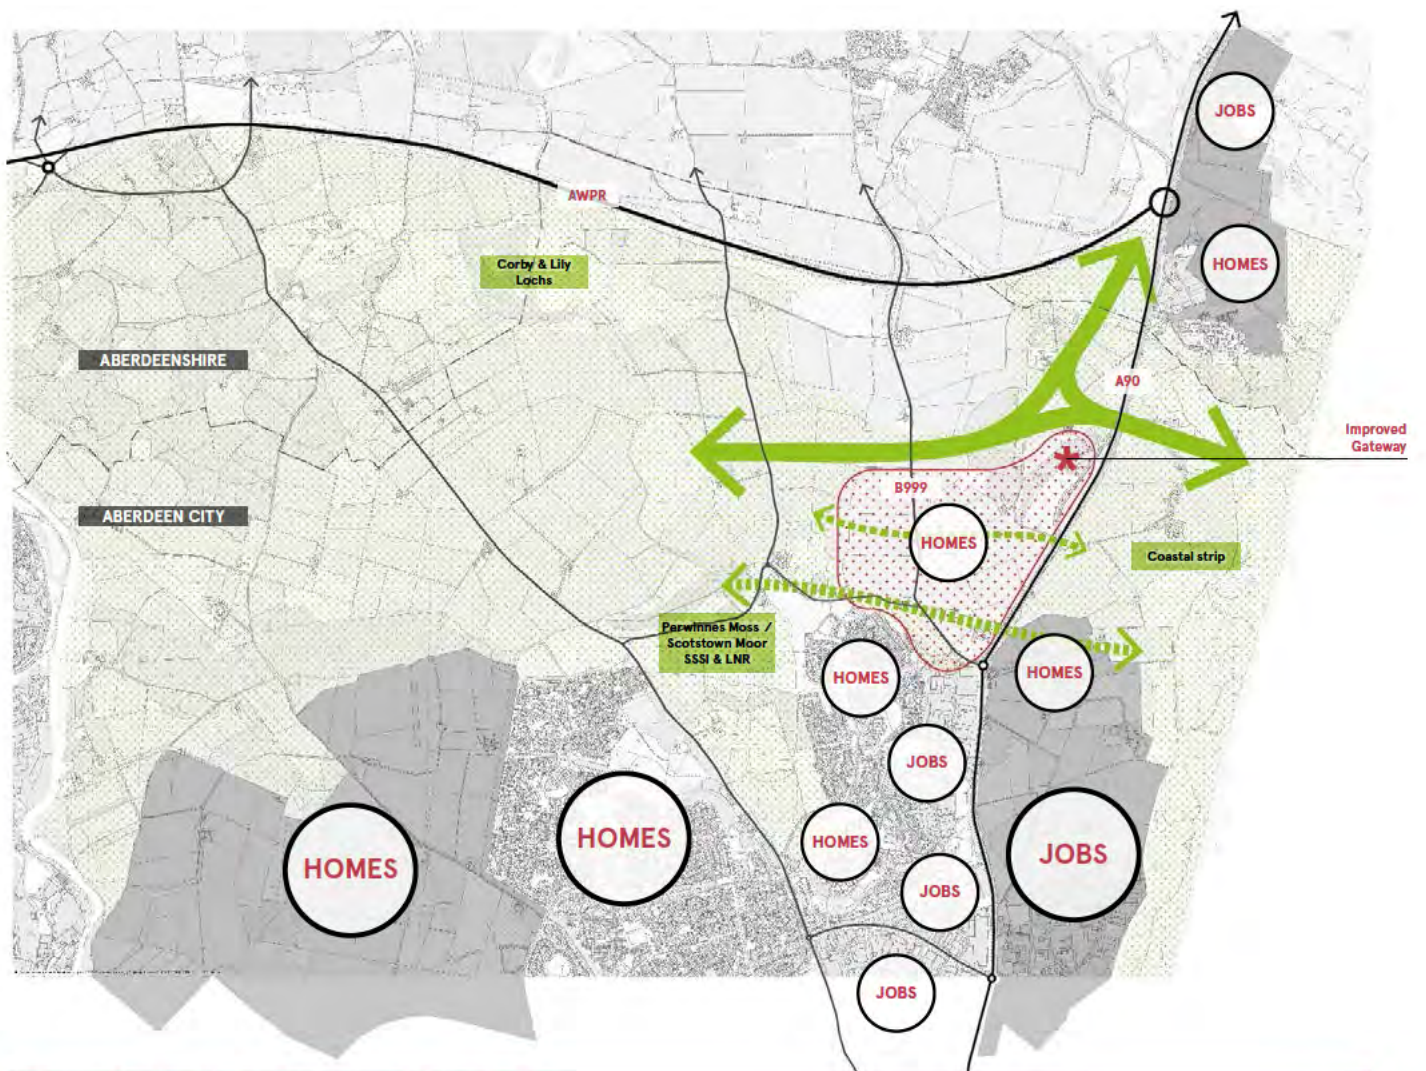 JOBS
AWPR
HOMES
Corby & Lily
Lochs
ABERDEENSHIRE
A90
Improved
Gateway
*
B999
ABERDEEN CITY
HOMES
Coastal strip
Perwinnes Moss /
Scotstown Moor
SSSI & LNR
HOMES
HOMES
JOBS
HOMES
HOMES
HOMES
JOBS
JOBS
JOBS